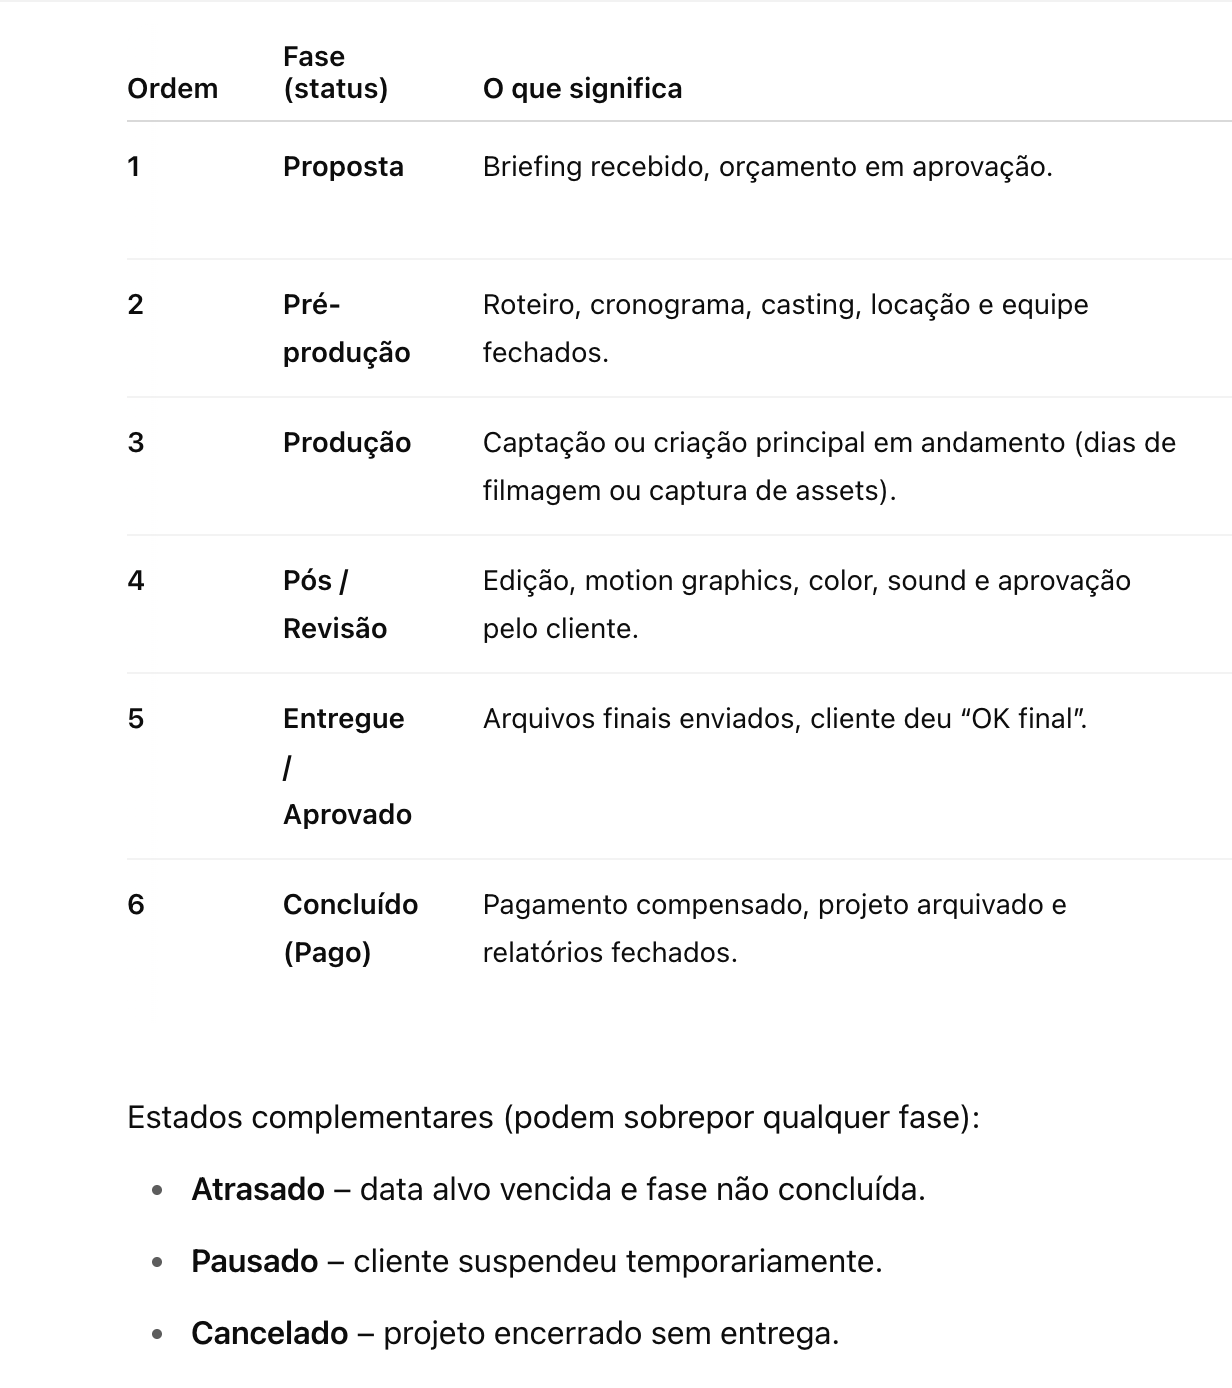 Fase
Ordem (status) O que significa
1 Proposta Briefing recebido, orçamento em aprovação.
2 Pré- Roteiro, cronograma, casting, locação e equipe
produção fechados.
3 Produção Captação ou criação principal em andamento (dias de
filmagem ou captura de assets).
4 Pós / Edição, motion graphics, color, sound e aprovação
Revisão pelo cliente.
5 Entregue Arquivos finais enviados, cliente deu “OK final”.
/
Aprovado
6 Concluído Pagamento compensado, projeto arquivado e
(Pago) relatórios fechados.
Estados complementares (podem sobrepor qualquer fase):
• Atrasado – data alvo vencida e fase não concluída.
• Pausado – cliente suspendeu temporariamente.
• Cancelado – projeto encerrado sem entrega.